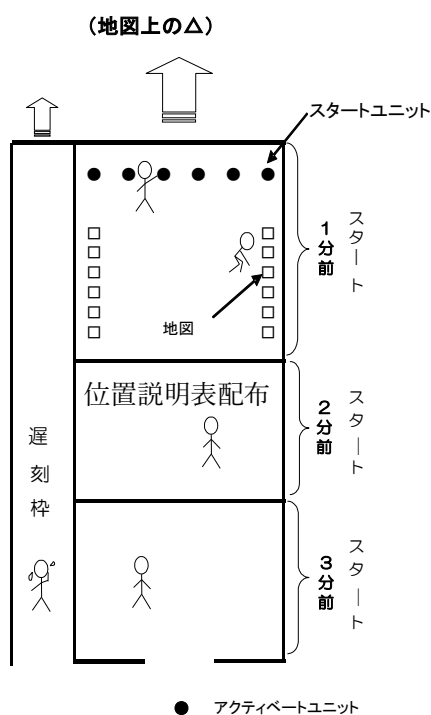 （地図上の△）
スタートユニット
スタート
1分前
地図
位置説明表配布
スタート
2分前
遅刻枠
スタート
3分前
● アクティベートユニット